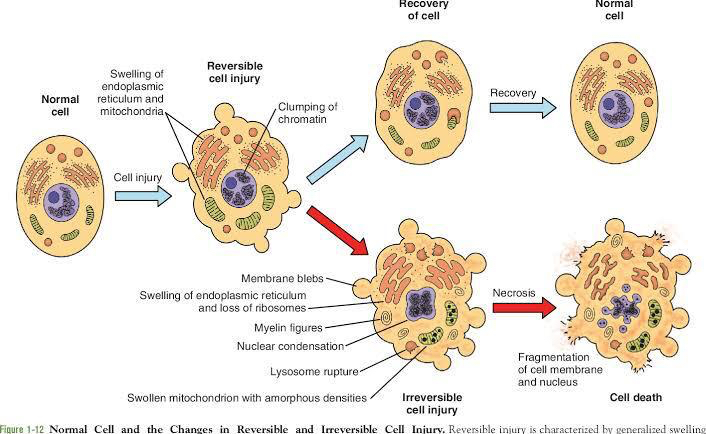 Recovery
of cell
Normal
cell
Reversible
cell injury
Swelling of
endoplasmic
reticulum and
mitochondria
Normal
cell
Clumping of
chromatin
Recovery
Cell injury
Membrane blebs
Swelling of endoplasmic reticulum
and loss of ribosomes
Myelin figures
Nuclear condensation
Lysosome rupture
Swollen mitochondrion with amorphous densities
Necrosis
Fragmentation
of cell membrane
and nucleus
Irreversible
cell injury
Cell death
Figure 1-12 Normal Cell and the Changes in Reversible and Irreversible Cell Injury. Reversible injury is characterized by generalized swelling